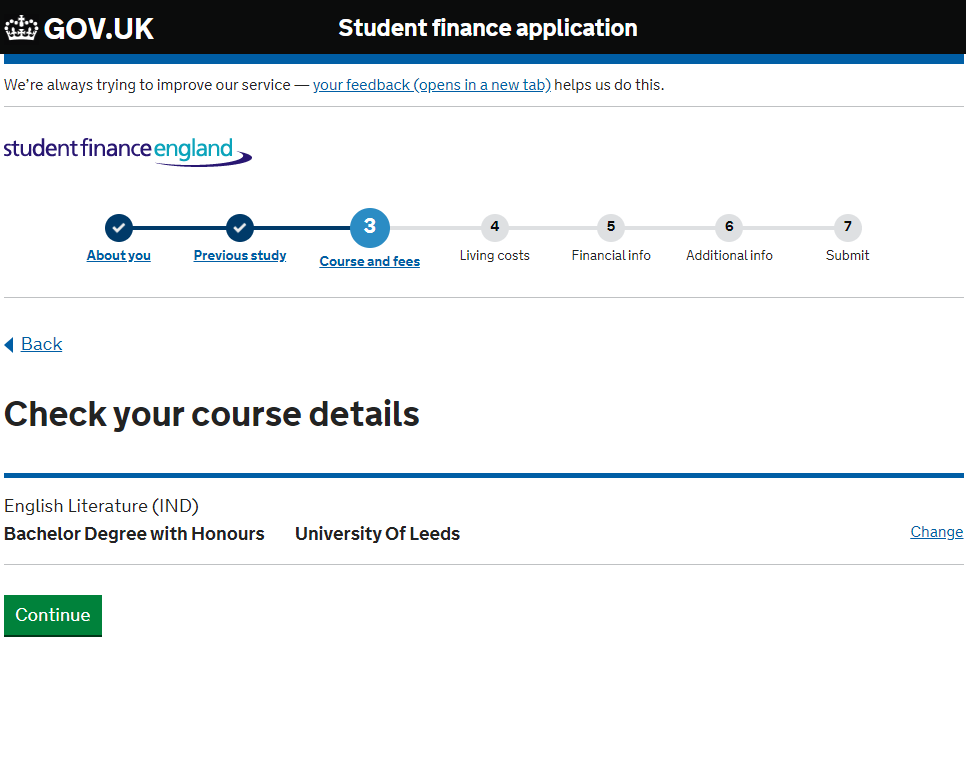 GOV.UK
Student finance application
We're always trying to improve our service — your feedback (opens in a new tab) helps us do this.
studentfinance england
3 4 5 6 7
About you Previous study Course and fees Living costs Financial info Additional info Submit
Back
Check your course details
English Literature (IND)
Bachelor Degree with Honours University Of Leeds Change
Continue